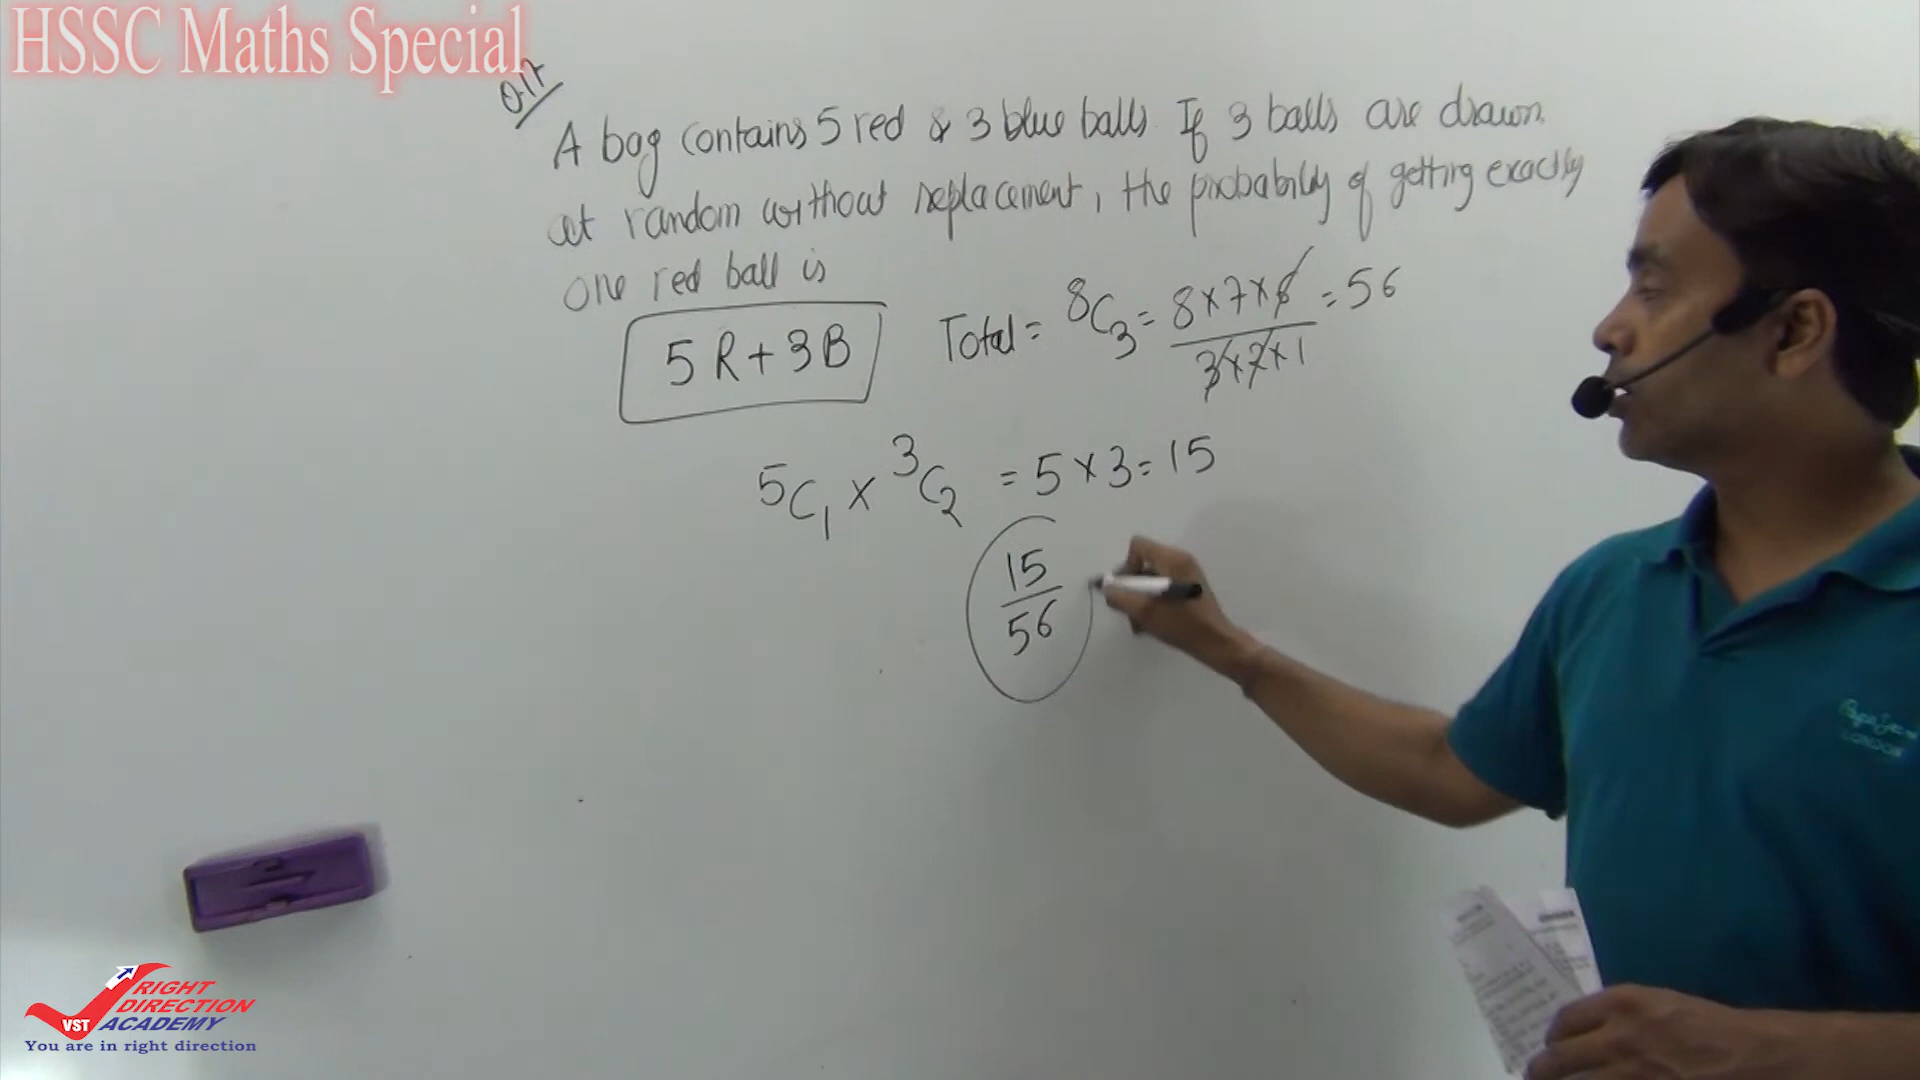 HSSC Maths Special
Q.17
A bag contains 5 red & 3 blue balls. If 3 balls are drawn
at random without replacement, the probability of getting exactly
one red ball is
5R+3B
Total = ⁸C₃ = 8×7×6/3×2×1 = 56
⁵C₁ × ³C₂ = 5×3=15
15/56
LONDON
RIGHT
DIRECTION
VST ACADEMY
You are in right direction